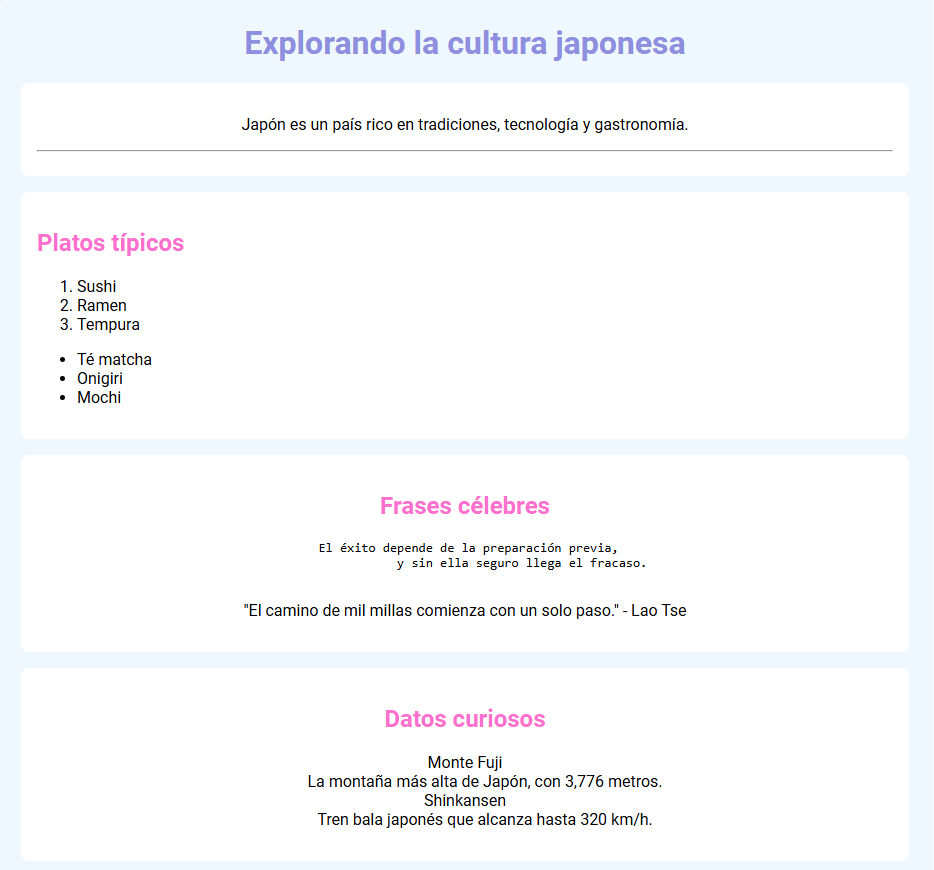 Explorando la cultura japonesa
Japón es un país rico en tradiciones, tecnología y gastronomía.
Platos típicos
1. Sushi
2. Ramen
3. Tempura
• Té matcha
• Onigiri
• Mochi
Frases célebres
El éxito depende de la preparación previa,
y sin ella seguro llega el fracaso.
"El camino de mil millas comienza con un solo paso." - Lao Tse
Datos curiosos
Monte Fuji
La montaña más alta de Japón, con 3,776 metros.
Shinkansen
Tren bala japonés que alcanza hasta 320 km/h.